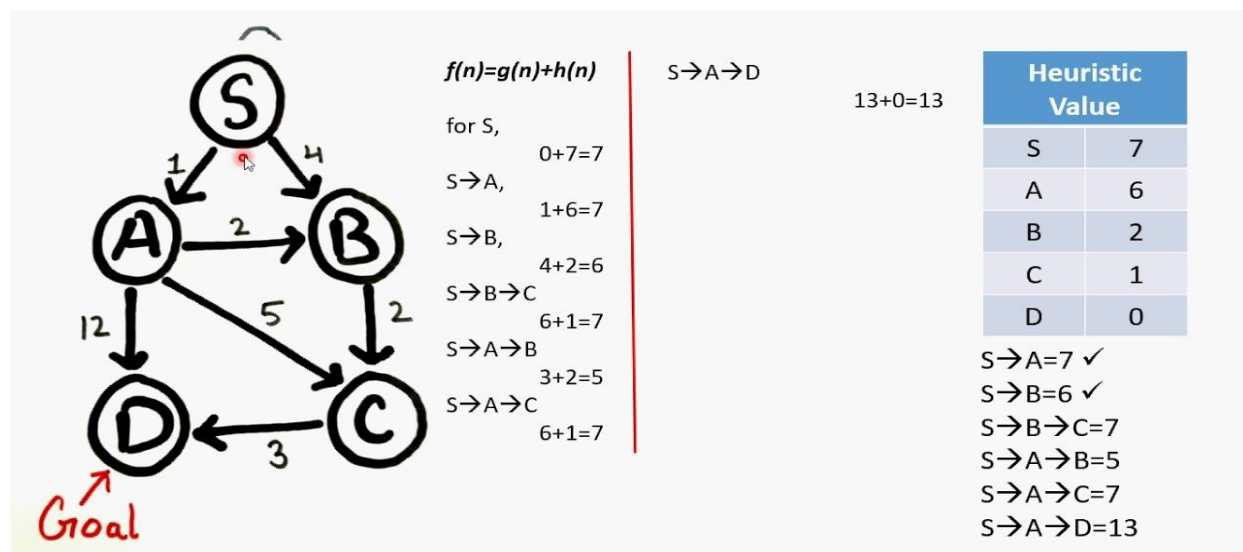 S
1
4
A
2
B
12
5
2
D
C
3
Goal
f(n)=g(n)+h(n)
for S,
0+7=7
S→A,
1+6=7
S→B,
4+2=6
S→B→C
6+1=7
S→A→B
3+2=5
S→A→C
6+1=7
S→A→D
13+0=13
Heuristic
Value
S 7
A 6
B 2
C 1
D 0
S→A=7 ✓
S→B=6 ✓
S→B→C=7
S→A→B=5
S→A→C=7
S→A→D=13